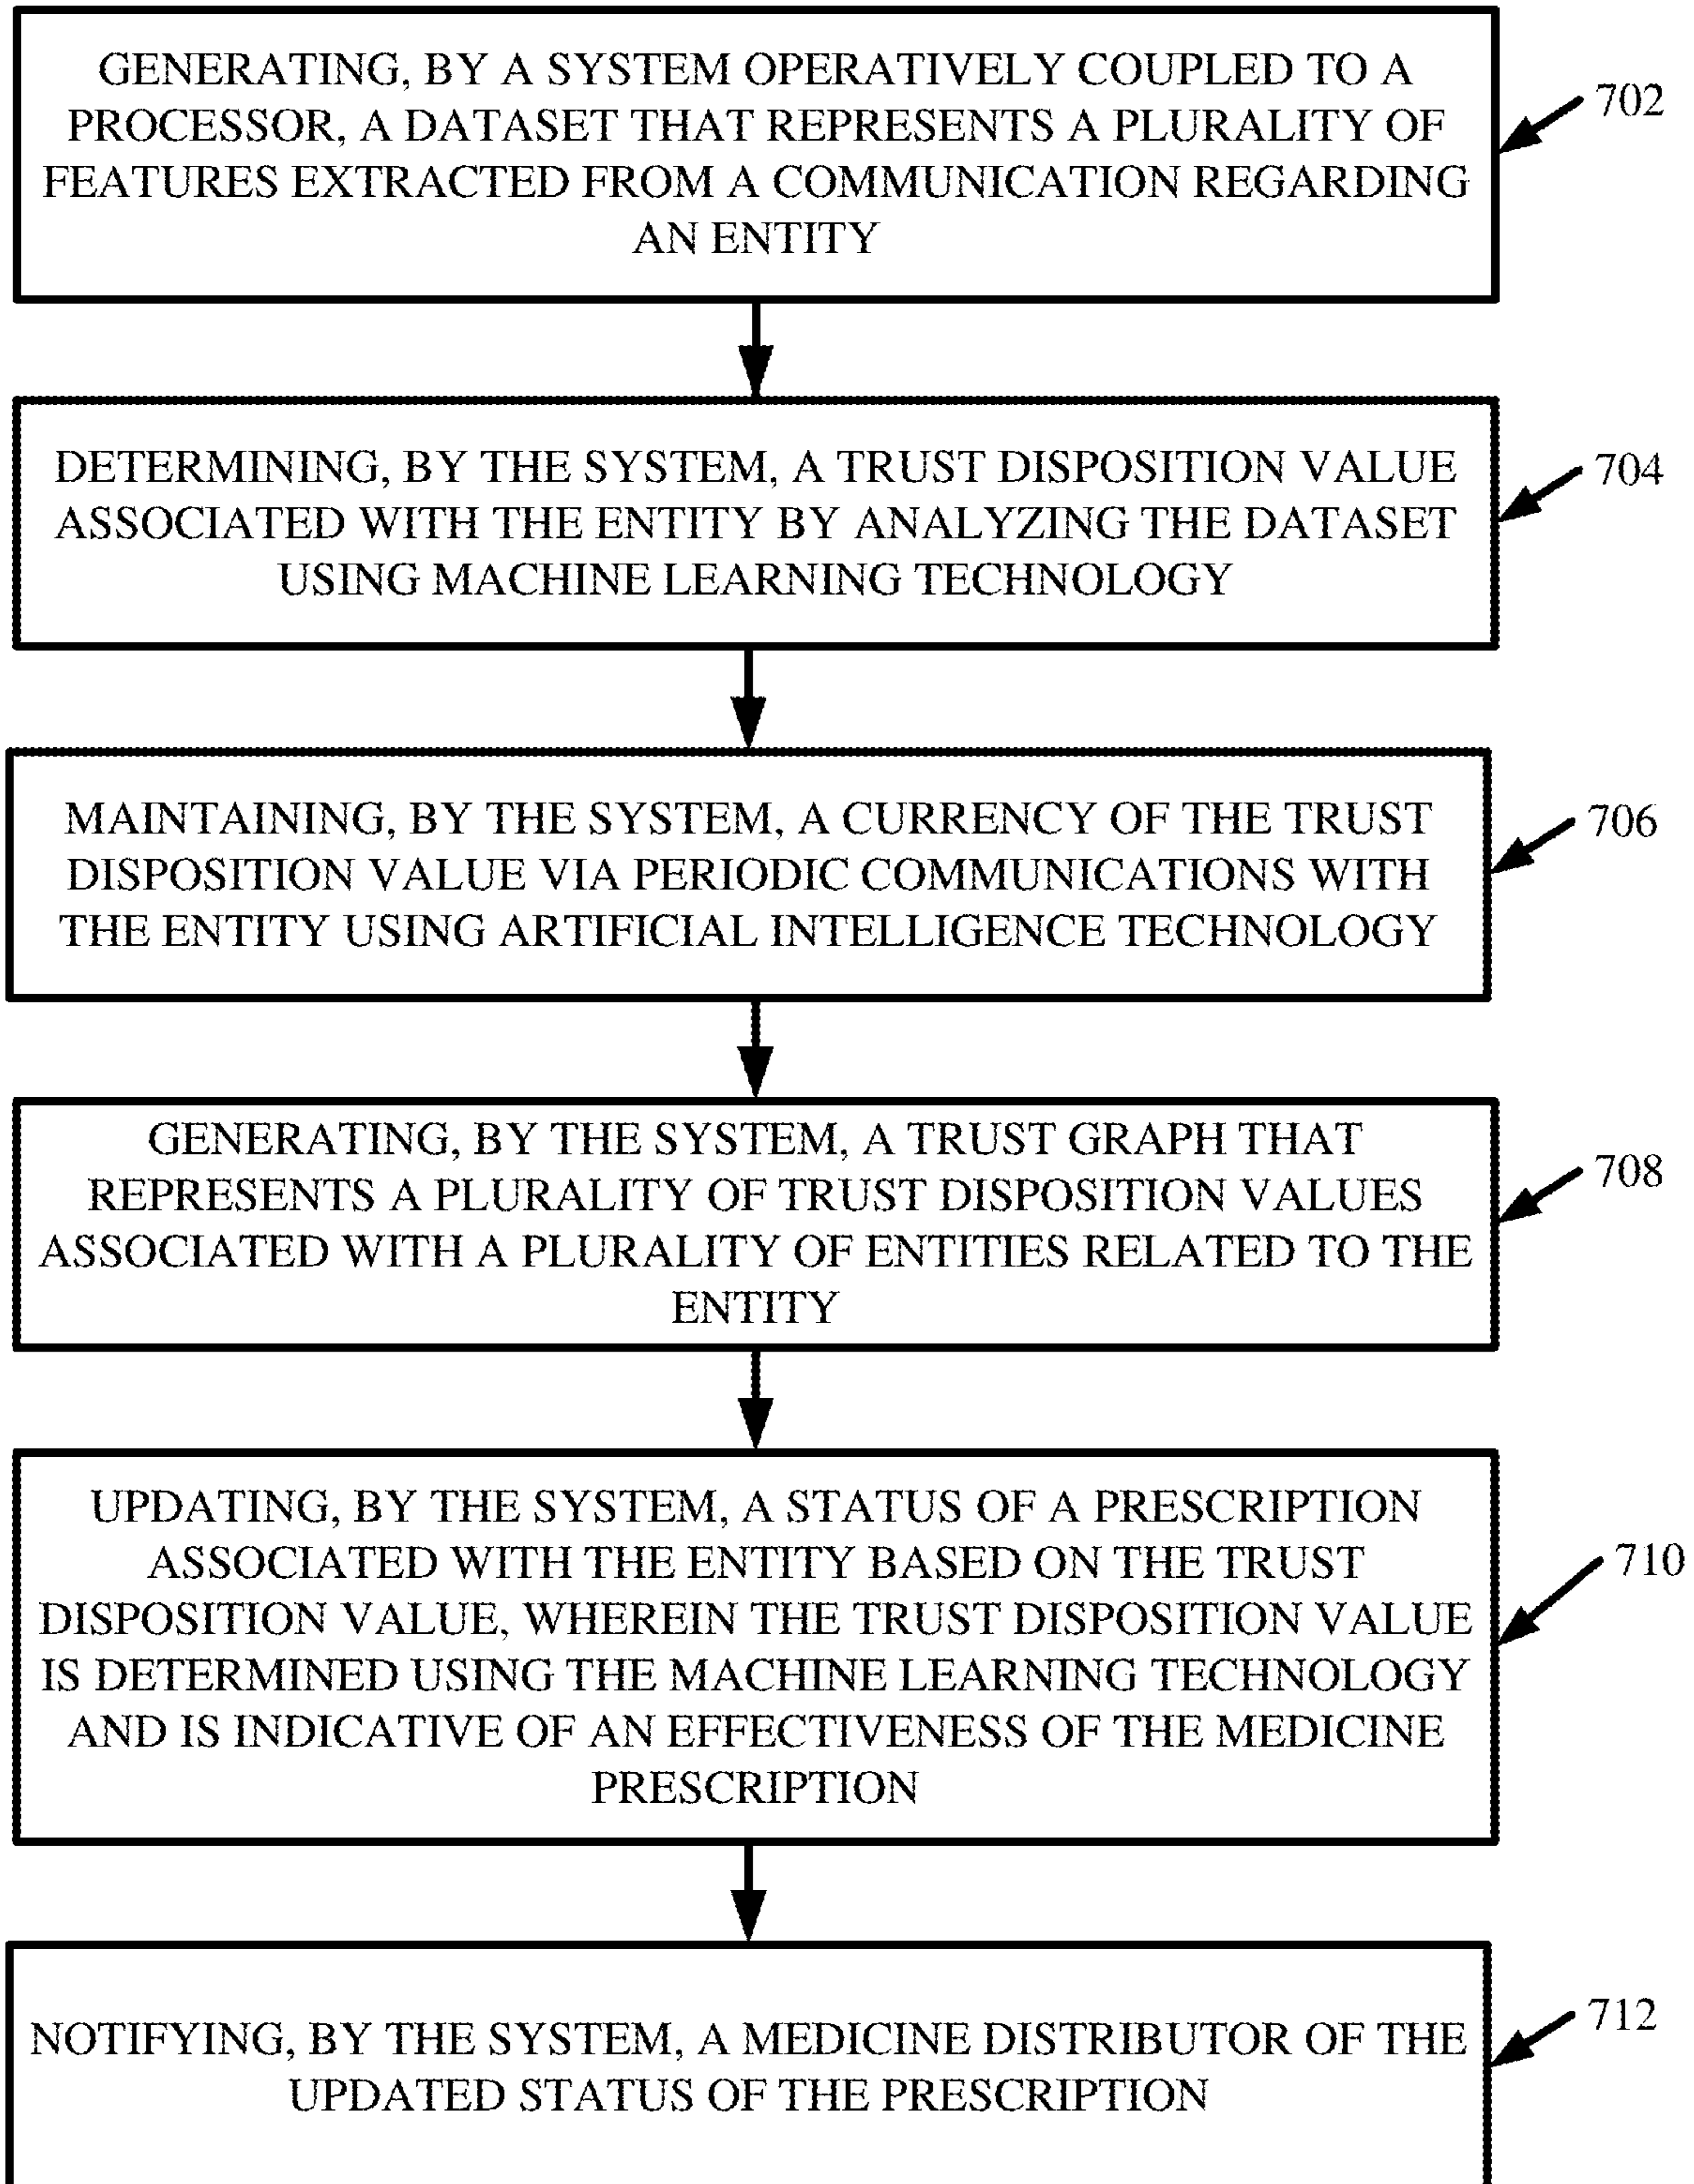 GENERATING, BY A SYSTEM OPERATIVELY COUPLED TO A
PROCESSOR, A DATASET THAT REPRESENTS A PLURALITY OF
FEATURES EXTRACTED FROM A COMMUNICATION REGARDING
AN ENTITY
702
DETERMINING, BY THE SYSTEM, A TRUST DISPOSITION VALUE
ASSOCIATED WITH THE ENTITY BY ANALYZING THE DATASET
USING MACHINE LEARNING TECHNOLOGY
704
MAINTAINING, BY THE SYSTEM, A CURRENCY OF THE TRUST
DISPOSITION VALUE VIA PERIODIC COMMUNICATIONS WITH
THE ENTITY USING ARTIFICIAL INTELLIGENCE TECHNOLOGY
706
GENERATING, BY THE SYSTEM, A TRUST GRAPH THAT
REPRESENTS A PLURALITY OF TRUST DISPOSITION VALUES
ASSOCIATED WITH A PLURALITY OF ENTITIES RELATED TO THE
ENTITY
708
UPDATING, BY THE SYSTEM, A STATUS OF A PRESCRIPTION
ASSOCIATED WITH THE ENTITY BASED ON THE TRUST
DISPOSITION VALUE, WHEREIN THE TRUST DISPOSITION VALUE
IS DETERMINED USING THE MACHINE LEARNING TECHNOLOGY
AND IS INDICATIVE OF AN EFFECTIVENESS OF THE MEDICINE
PRESCRIPTION
710
NOTIFYING, BY THE SYSTEM, A MEDICINE DISTRIBUTOR OF THE
UPDATED STATUS OF THE PRESCRIPTION
712